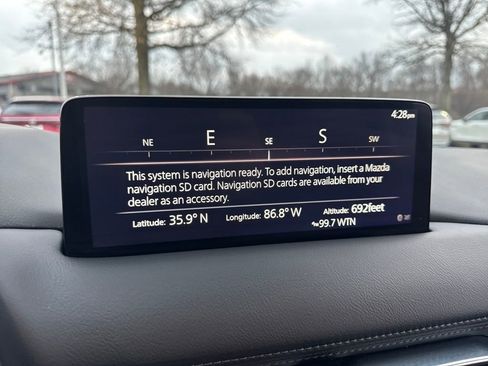 4:28pm
NE E SE S SW
This system is navigation ready. To add navigation, insert a Mazda
navigation SD card. Navigation SD cards are available from your
dealer as an accessory.
Latitude: 35.9° N Longitude: 86.8° W Altitude: 692feet
99.7 WTN